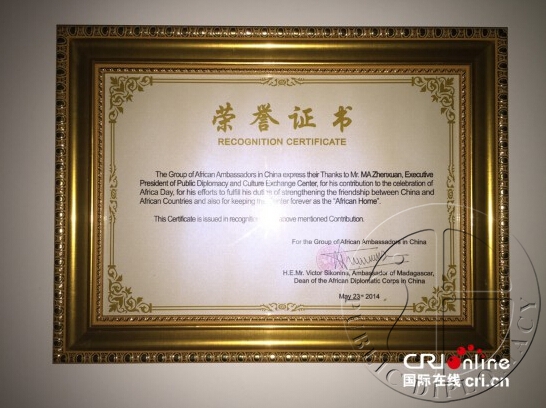 荣誉证书
RECOGNITION CERTIFICATE
The Group of African Ambassadors in China express their Thanks to Mr. MA Zhenxuan, Executive
President of Public Diplomacy and Culture Exchange Center, for his contribution to the celebration of
Africa Day, for his efforts to fulfil his duties of strengthening the friendship between China and
African Countries and also for keeping the Center forever as the "African Home".
This Certificate is issued in recognition above mentioned Contribution.
For the Group of African Ambassadors in China
H.E.Mr. Victor Sikonina, Ambassador of Madagascar,
Dean of the African Diplomatic Corps in China
May 23rd 2014
CRI online
国际在线 cri.cn